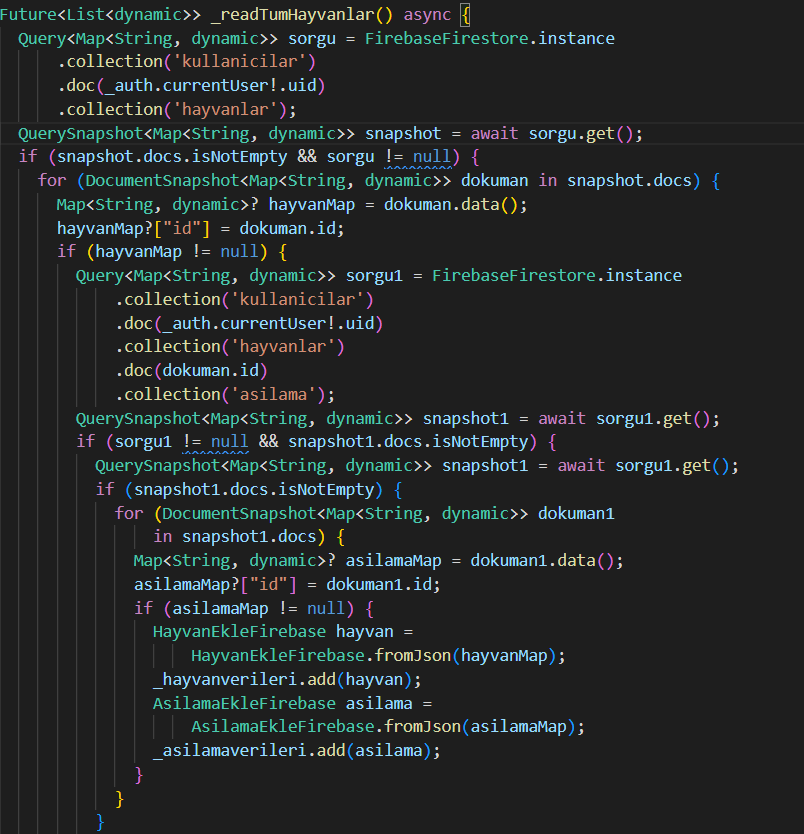 Future<List<dynamic>> _readTumHayvanlar() async {
  Query<Map<String, dynamic>> sorgu = FirebaseFirestore.instance
      .collection('kullanicilar')
      .doc(_auth.currentUser!.uid)
      .collection('hayvanlar');
  QuerySnapshot<Map<String, dynamic>> snapshot = await sorgu.get();
  if (snapshot.docs.isNotEmpty && sorgu != null) {
    for (DocumentSnapshot<Map<String, dynamic>> dokuman in snapshot.docs) {
      Map<String, dynamic>? hayvanMap = dokuman.data();
      hayvanMap?["id"] = dokuman.id;
      if (hayvanMap != null) {
        Query<Map<String, dynamic>> sorgu1 = FirebaseFirestore.instance
            .collection('kullanicilar')
            .doc(_auth.currentUser!.uid)
            .collection('hayvanlar')
            .doc(dokuman.id)
            .collection('asilama');
        QuerySnapshot<Map<String, dynamic>> snapshot1 = await sorgu1.get();
        if (sorgu1 != null && snapshot1.docs.isNotEmpty) {
          QuerySnapshot<Map<String, dynamic>> snapshot1 = await sorgu1.get();
          if (snapshot1.docs.isNotEmpty) {
            for (DocumentSnapshot<Map<String, dynamic>> dokuman1
                in snapshot1.docs) {
              Map<String, dynamic>? asilamaMap = dokuman1.data();
              asilamaMap?["id"] = dokuman1.id;
              if (asilamaMap != null) {
                HayvanEkleFirebase hayvan =
                    HayvanEkleFirebase.fromJson(hayvanMap);
                _hayvanverileri.add(hayvan);
                AsilamaEkleFirebase asilama =
                    AsilamaEkleFirebase.fromJson(asilamaMap);
                _asilamaverileri.add(asilama);
              }
            }
          }